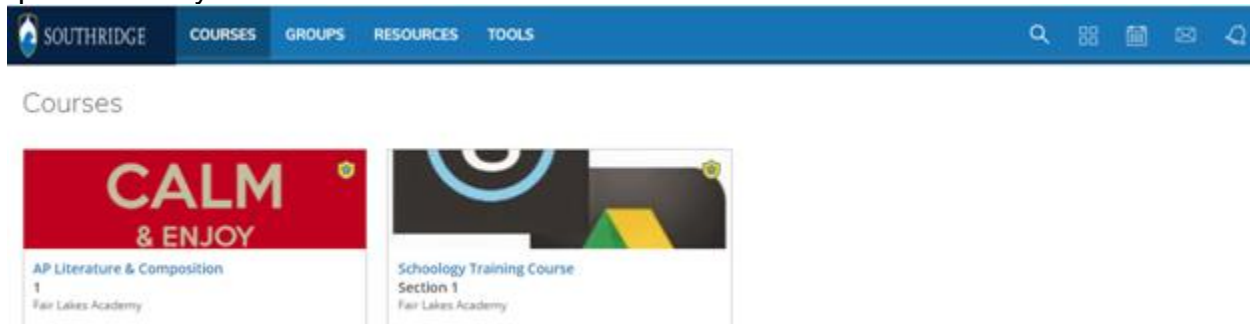 SOUTHRIDGE COURSES GROUPS RESOURCES TOOLS
Courses
CALM
& ENJOY
AP Literature & Composition
1
Fair Lakes Academy
Schoology Training Course
Section 1
Fair Lakes Academy